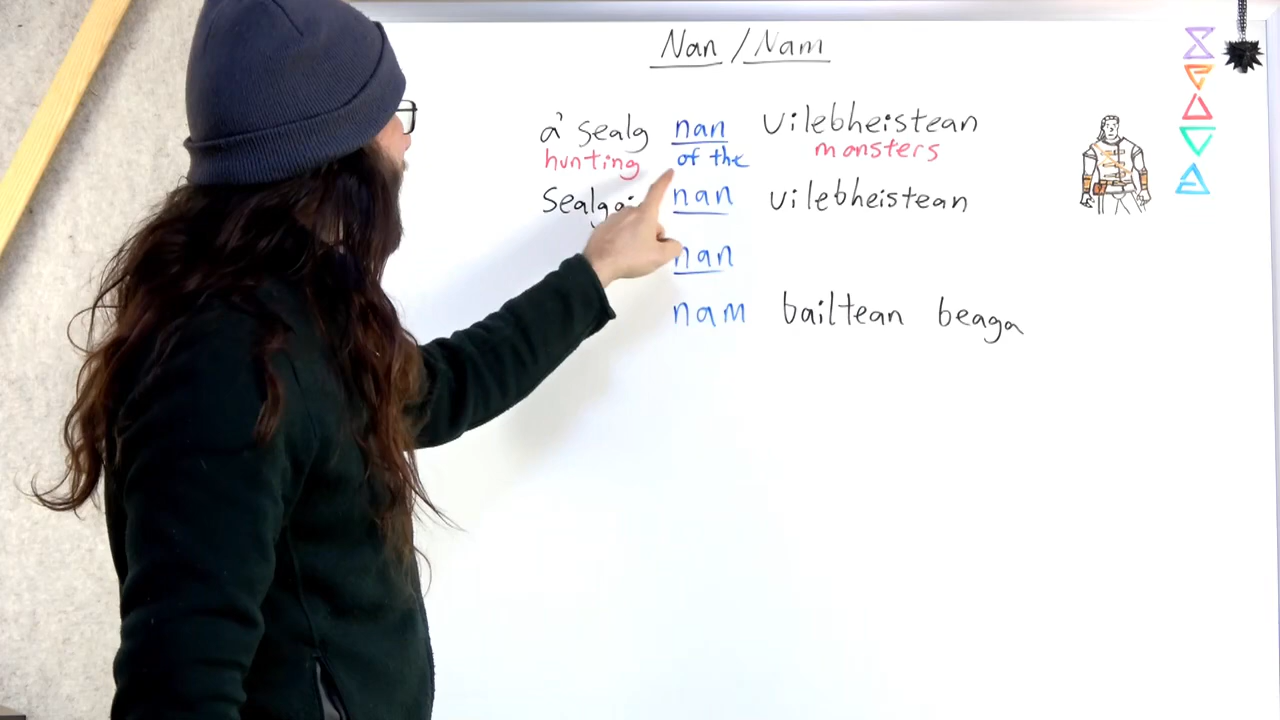 Nan / Nam
a' sealg nan uilebheistean
hunting of the monsters
nan uilebheistean
nan
nam bailtean beaga